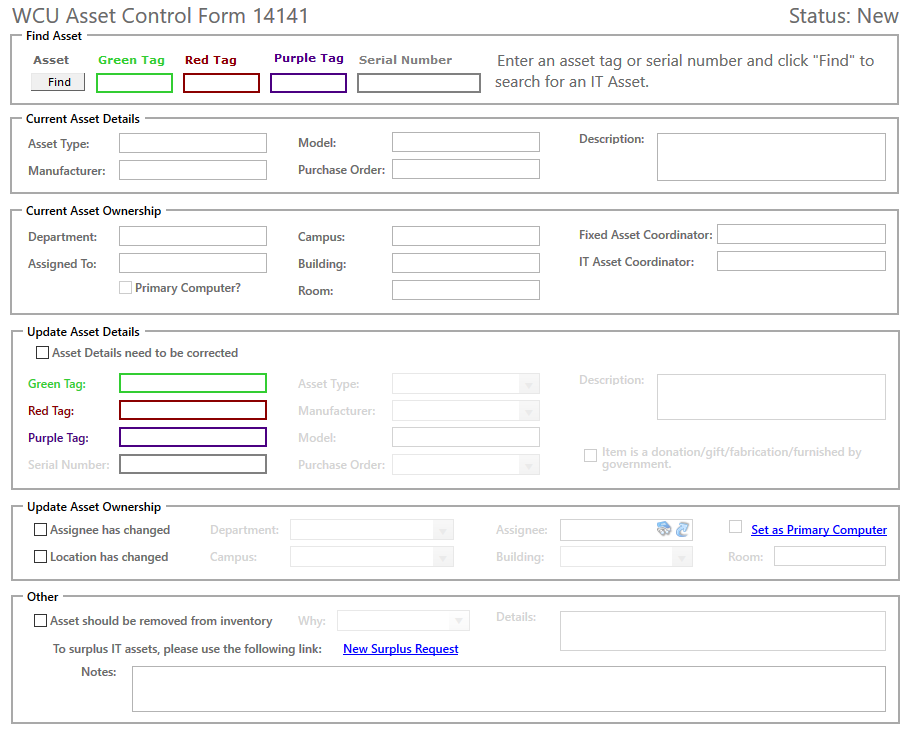 WCU Asset Control Form 14141 Status: New
Find Asset
Asset Green Tag Red Tag Purple Tag Serial Number
Find
Enter an asset tag or serial number and click "Find" to
search for an IT Asset.
Current Asset Details
Asset Type: Model: Description:
Manufacturer: Purchase Order:
Current Asset Ownership
Department: Campus: Fixed Asset Coordinator:
Assigned To: Building: IT Asset Coordinator:
Primary Computer? Room:
Update Asset Details
Asset Details need to be corrected
Green Tag: Asset Type: Description:
Red Tag: Manufacturer:
Purple Tag: Model:
Serial Number: Purchase Order:
Item is a donation/gift/fabrication/furnished by
government.
Update Asset Ownership
Assignee has changed Department: Assignee: Set as Primary Computer
Location has changed Campus: Building: Room:
Other
Asset should be removed from inventory Why: Details:
To surplus IT assets, please use the following link: New Surplus Request
Notes: